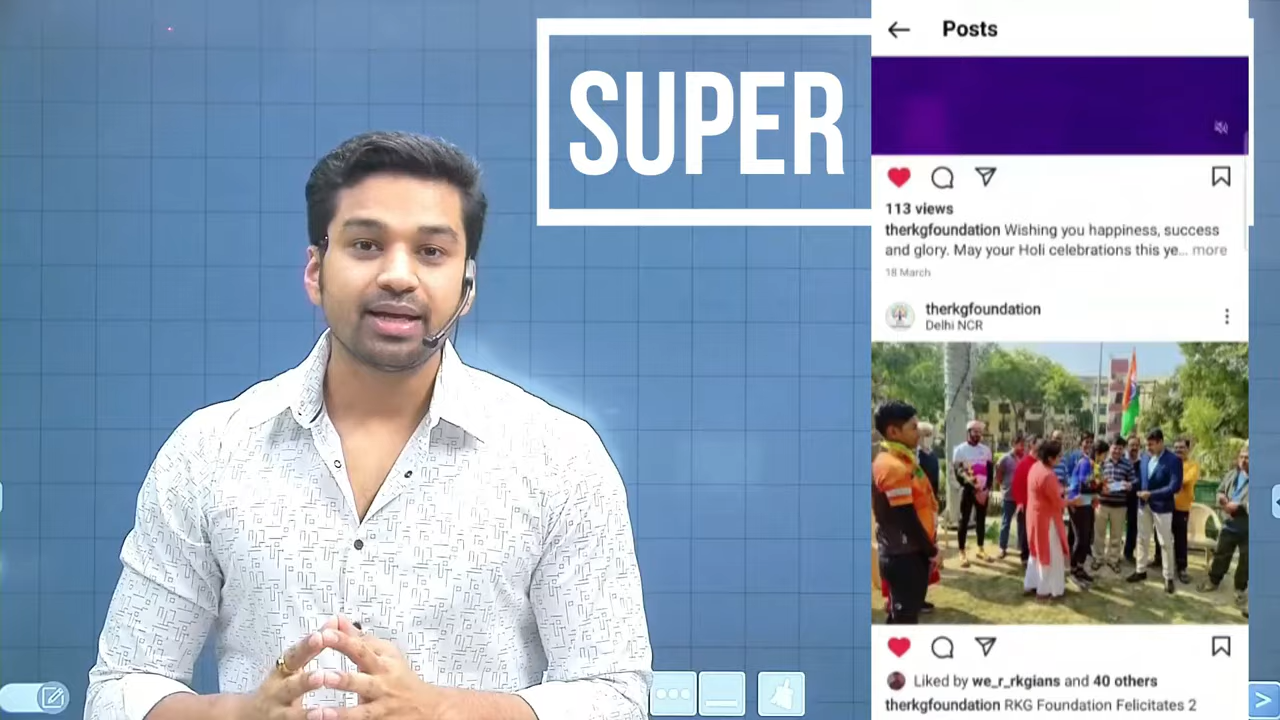 SUPER
Posts
113 views
therkgfoundation Wishing you happiness, success
and glory. May your Holi celebrations this ye... more
18 March
therkgfoundation
Delhi NCR
Liked by we_r_rkgians and 40 others
therkgfoundation RKG Foundation Felicitates 2